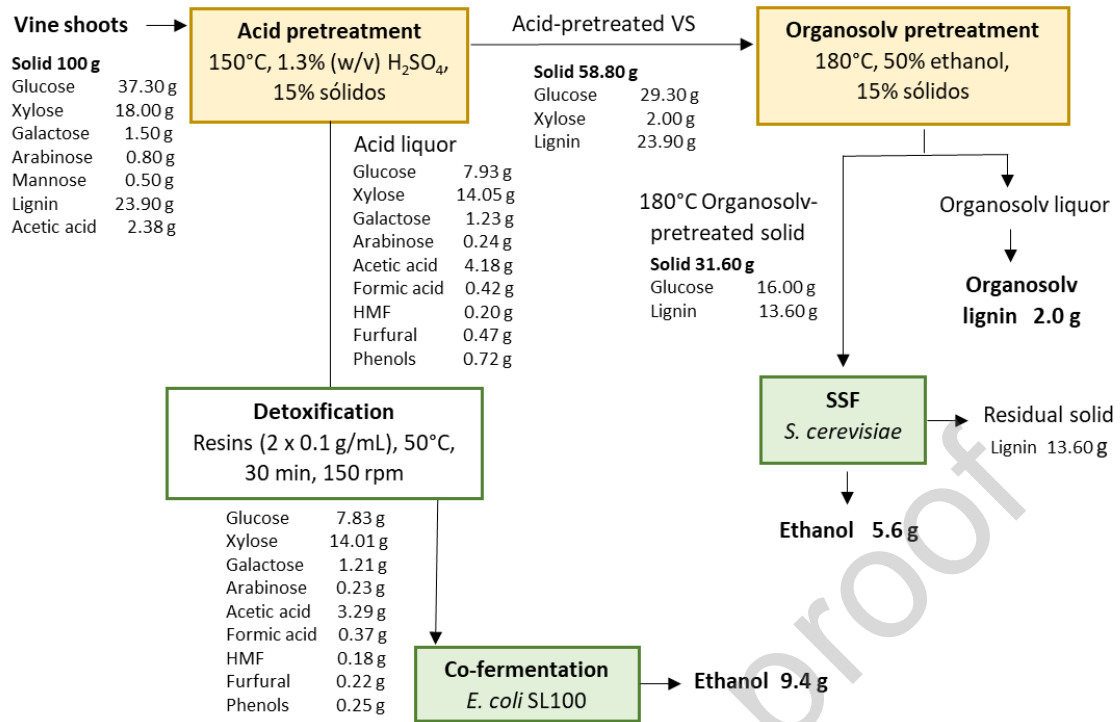 Vine shoots
Solid 100 g
Glucose 37.30 g
Xylose 18.00 g
Galactose 1.50 g
Arabinose 0.80 g
Mannose 0.50 g
Lignin 23.90 g
Acetic acid 2.38 g
Acid pretreatment
150°C, 1.3% (w/v) H₂SO₄,
15% sólidos
Acid-pretreated VS
Solid 58.80 g
Glucose 29.30 g
Xylose 2.00 g
Lignin 23.90 g
Organosolv pretreatment
180°C, 50% ethanol,
15% sólidos
Acid liquor
Glucose 7.93 g
Xylose 14.05 g
Galactose 1.23 g
Arabinose 0.24 g
Acetic acid 4.18 g
Formic acid 0.42 g
HMF 0.20 g
Furfural 0.47 g
Phenols 0.72 g
180°C Organosolv-
pretreated solid
Solid 31.60 g
Glucose 16.00 g
Lignin 13.60 g
Organosolv liquor
Organosolv
lignin 2.0 g
Detoxification
Resins (2 x 0.1 g/mL), 50°C,
30 min, 150 rpm
SSF
S. cerevisiae
Residual solid
Lignin 13.60 g
Ethanol 5.6 g
Glucose 7.83 g
Xylose 14.01 g
Galactose 1.21 g
Arabinose 0.23 g
Acetic acid 3.29 g
Formic acid 0.37 g
HMF 0.18 g
Furfural 0.22 g
Phenols 0.25 g
Co-fermentation
E. coli SL100
Ethanol 9.4 g
proof